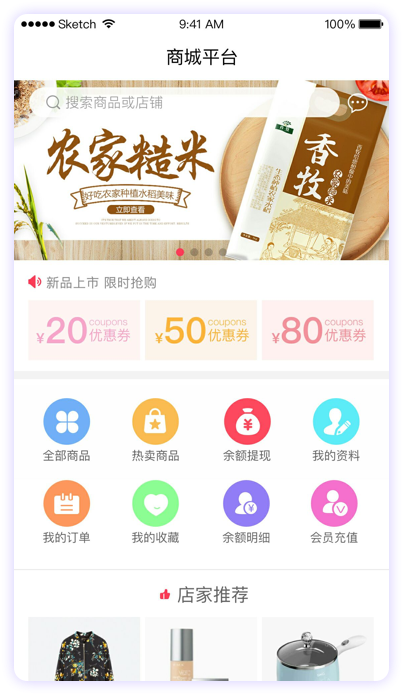 Sketch 9:41 AM 100%
商城平台
搜索商品或店铺
农家糙米
好吃农家种植水稻美味
立即查看
香牧
新品上市 限时抢购
¥20 coupons 优惠券
¥50 coupons 优惠券
¥80 coupons 优惠券
全部商品 热卖商品 余额提现 我的资料
我的订单 我的收藏 余额明细 会员充值
店家推荐